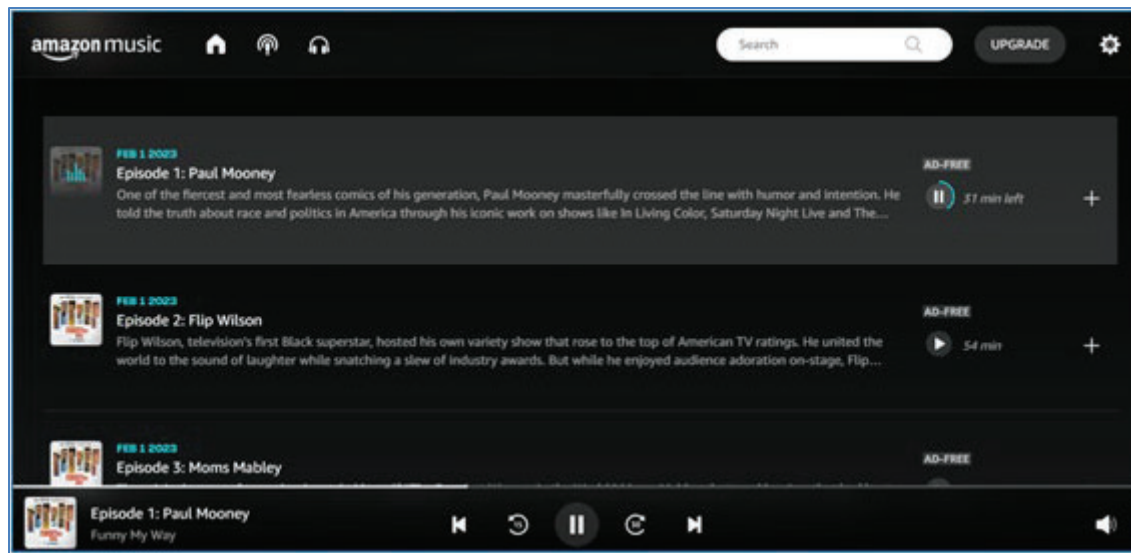 amazon music
Search
UPGRADE
FEB 1 2023
Episode 1: Paul Mooney
One of the fiercest and most fearless comics of his generation, Paul Mooney masterfully crossed the line with humor and intention. He
told the truth about race and politics in America through his iconic work on shows like In Living Color, Saturday Night Live and The...
AD-FREE
51 min left
FEB 1 2023
Episode 2: Flip Wilson
Flip Wilson, television's first Black superstar, hosted his own variety show that rose to the top of American TV ratings. He united the
world to the sound of laughter while snatching a slew of industry awards. But while he enjoyed audience adoration on-stage, Flip...
AD-FREE
54 min
FEB 1 2023
Episode 3: Moms Mabley
AD-FREE
Episode 1: Paul Mooney
Funny My Way